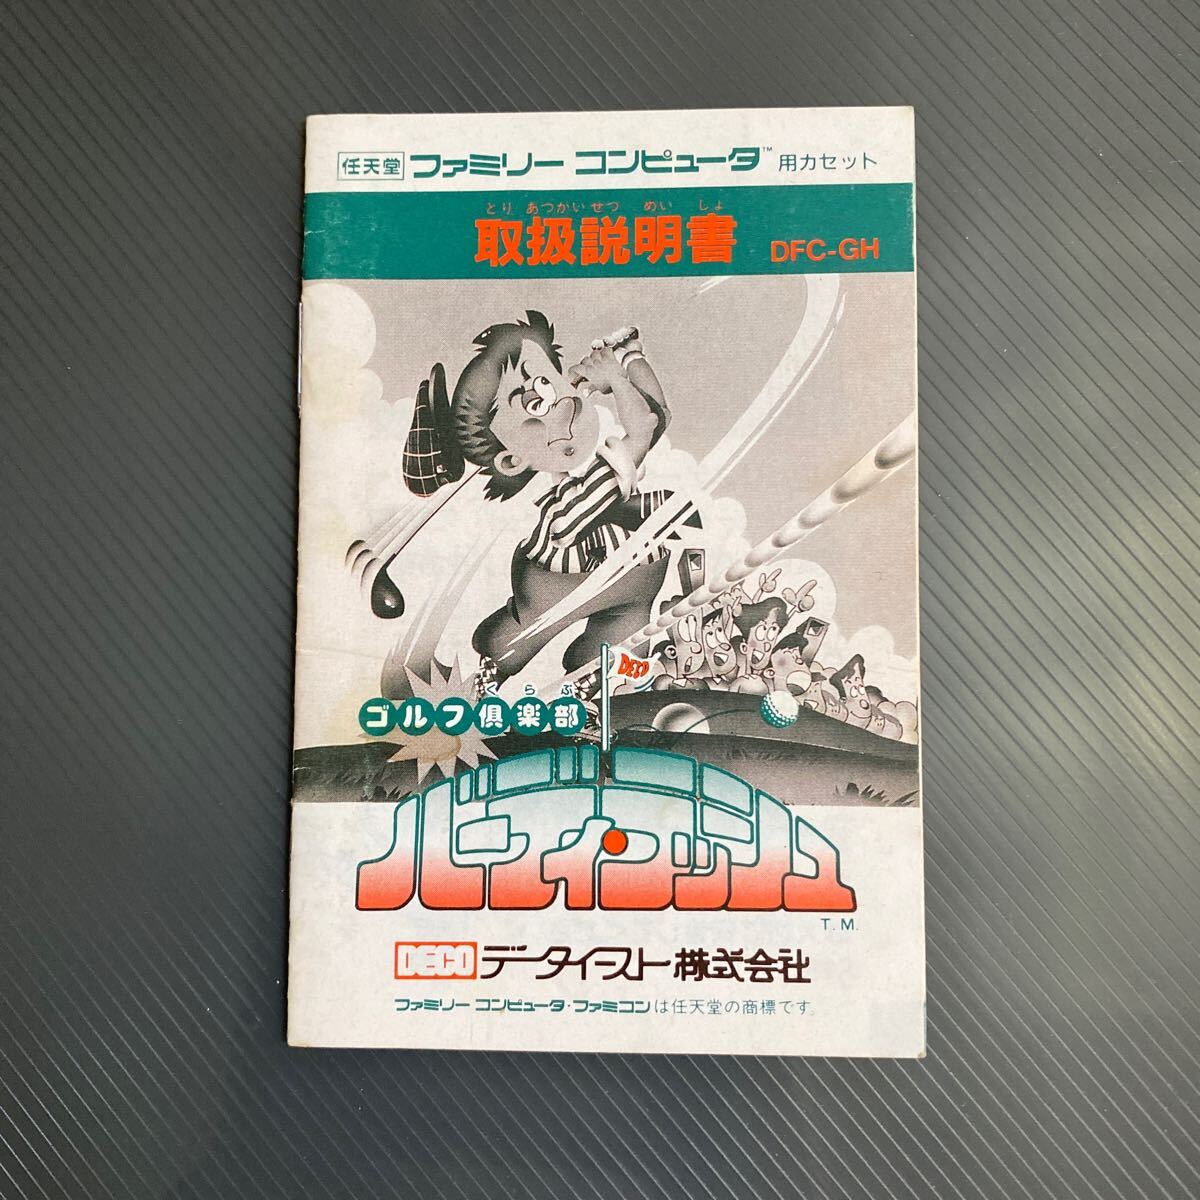 任天堂 ファミリー コンピュータ™ 用カセット
とり あつかい せつ めい しょ
取扱説明書 DFC-GH
DECO
くらぶ
ゴルフ倶楽部
バーディ・ラッシュ
T.M.
DECO データイースト株式会社
ファミリー コンピュータ・ファミコンは任天堂の商標です。